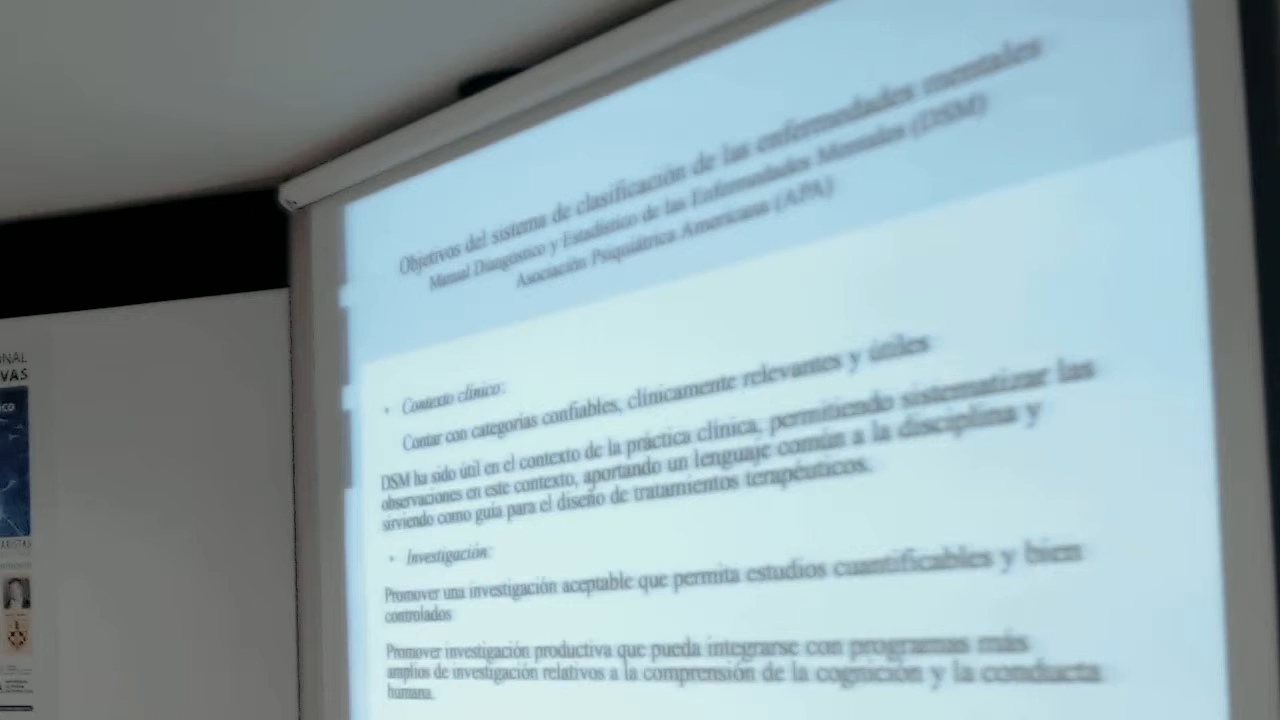 Objetivos del sistema de clasificación de las enfermedades mentales
Manual Diangostico y Estadístico de las Enfermedades Mentales (DSM)
Asociación Psiquiátrica Americana (APA)
• Contexto clínico:
Contar con categorías confiables, clínicamente relevantes y útiles
DSM ha sido útil en el contexto de la práctica clínica, permitiendo sistematizar las
observaciones en este contexto, aportando un lenguaje común a la disciplina y
sirviendo como guía para el diseño de tratamientos terapéuticos.
• Investigación:
Promover una investigación aceptable que permita estudios cuantificables y bien
controlados
Promover investigación productiva que pueda integrarse con programas más
amplios de investigación relativos a la comprensión de la cognición y la conducta
humana.
ONAL
VAS
ico